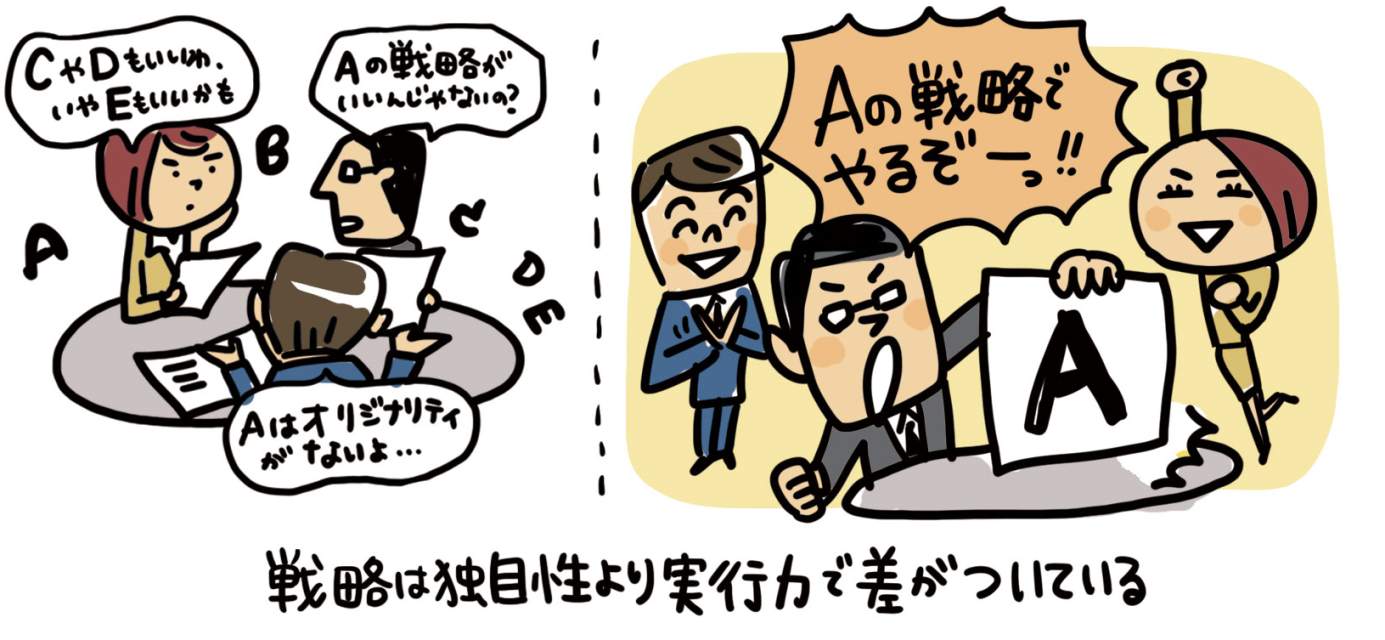 CやDもいいわ、
いやEもいいかも
Aの戦略が
いいんじゃないの?
A
B
C
D
E
Aはオリジナリティ
がないよ…
Aの戦略で
やるぞーっ!!
A
戦略は独自性より実行力で差がついている